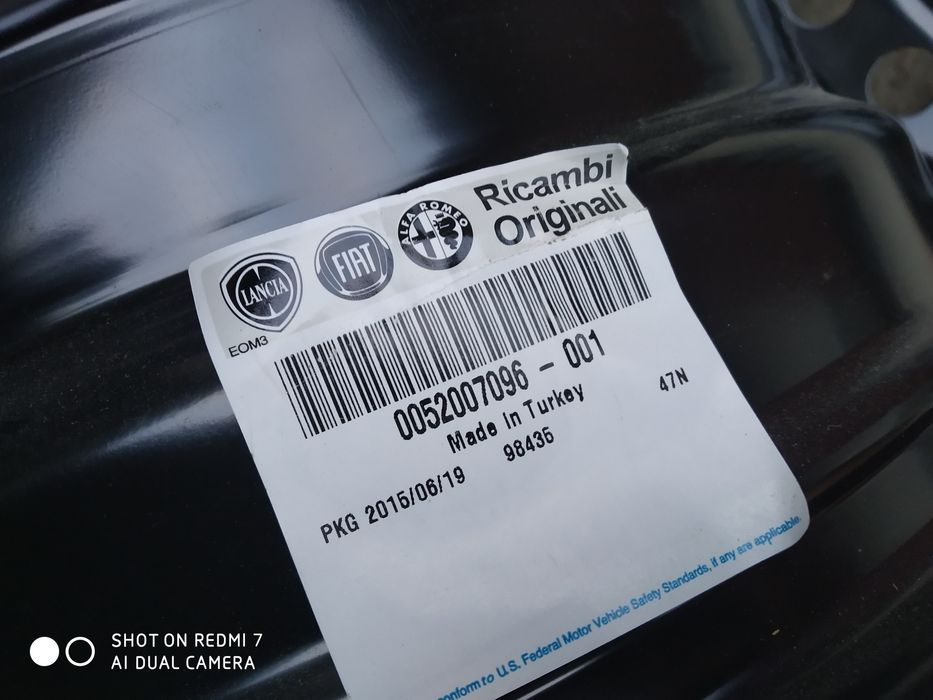 LANCIA
FIAT
ALFA ROMEO
Ricambi
Originali
EOM3
0052007096 - 001
Made In Turkey
47N
PKG 2015/06/19 98435
onform to U.S. Federal Motor Vehicle Safety Standards, if any are applicable.
SHOT ON REDMI 7
AI DUAL CAMERA